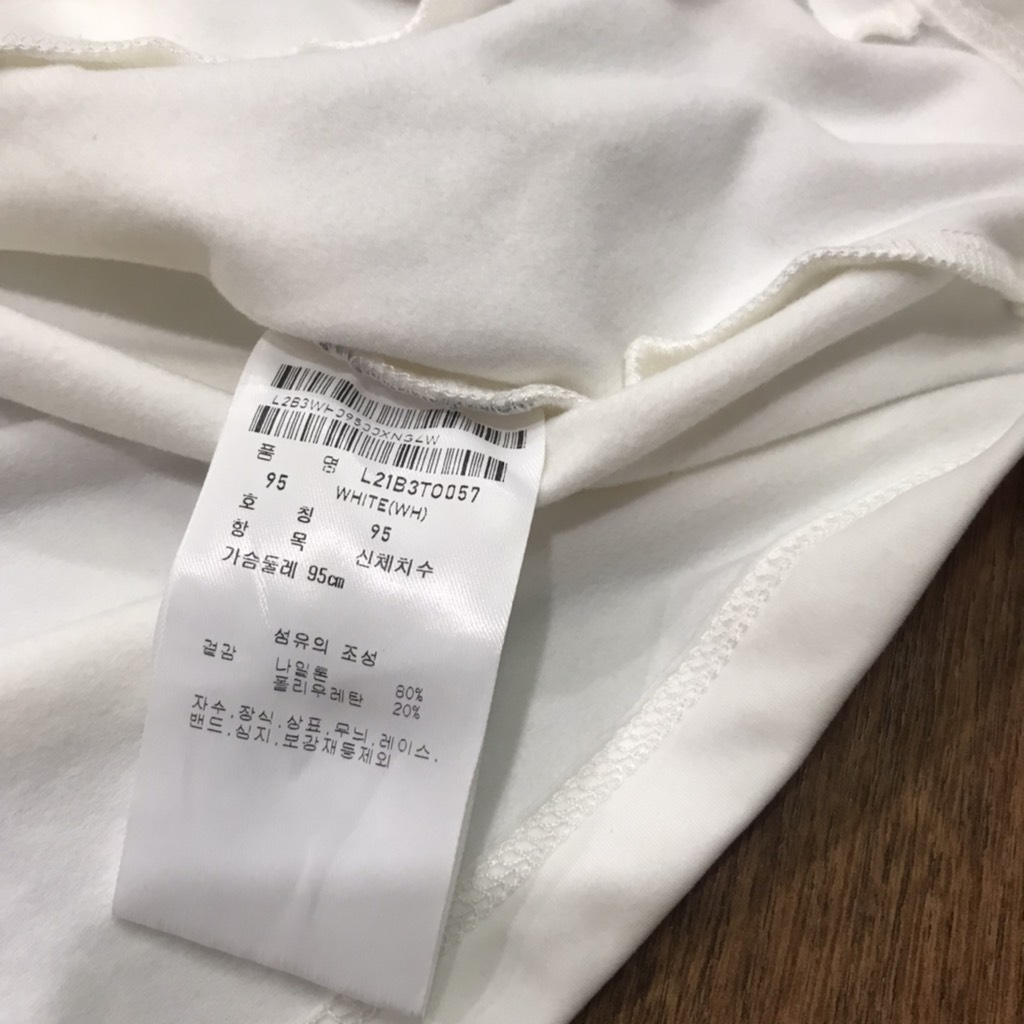 품 명 L21B3TO057
95 WHITE(WH)
호 칭 95
항 목 신체치수
가슴둘레 95㎝
섬유의 조성
겉감 나일론 80%
폴리우레탄 20%
자수.장식.상표.무늬.레이스.
밴드.심지.보강재등제외